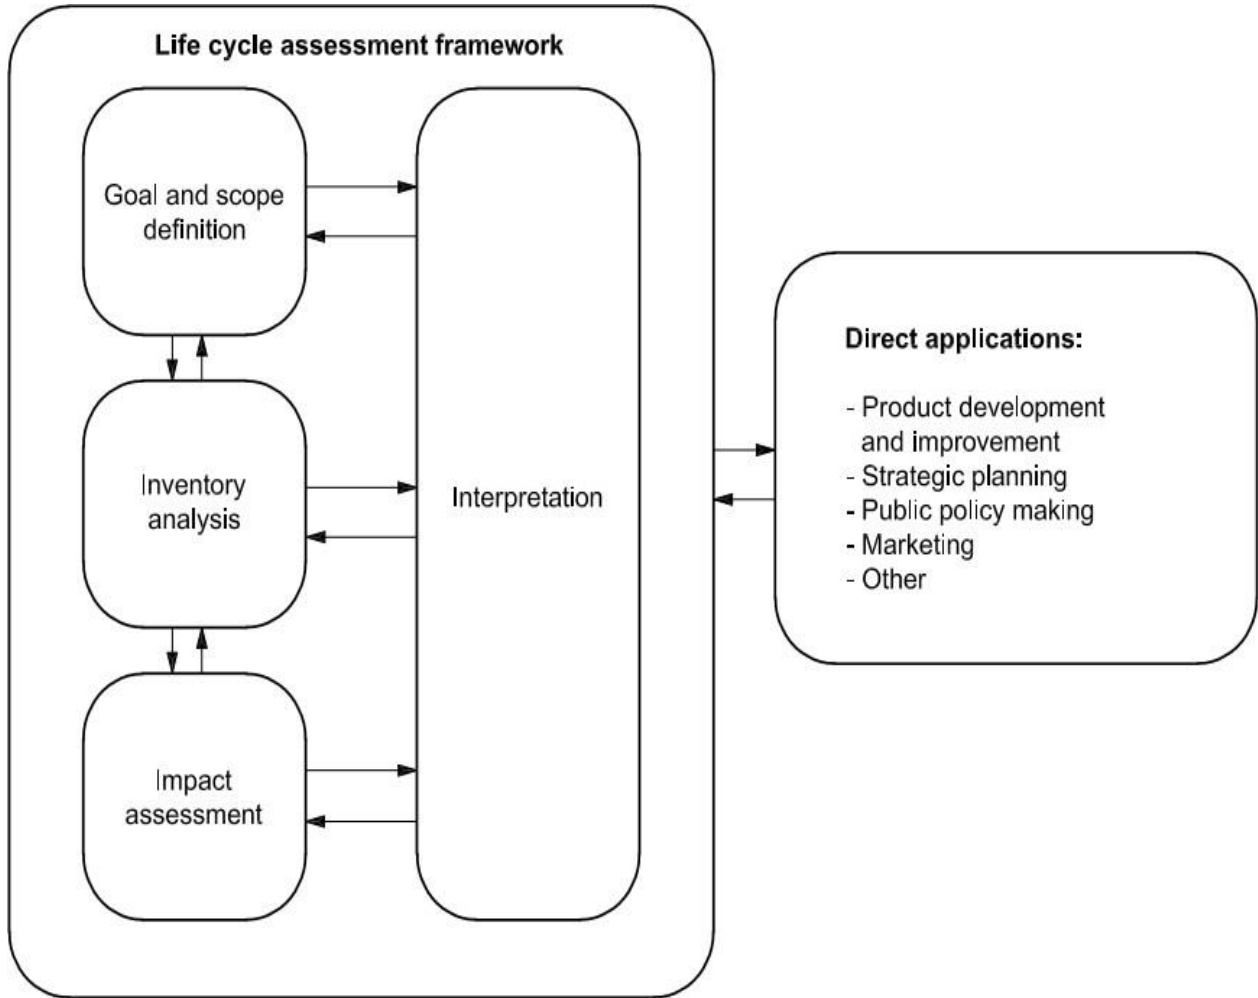 Life cycle assessment framework
Goal and scope
definition
Inventory
analysis
Impact
assessment
Interpretation
Direct applications:
- Product development
and improvement
- Strategic planning
- Public policy making
- Marketing
- Other